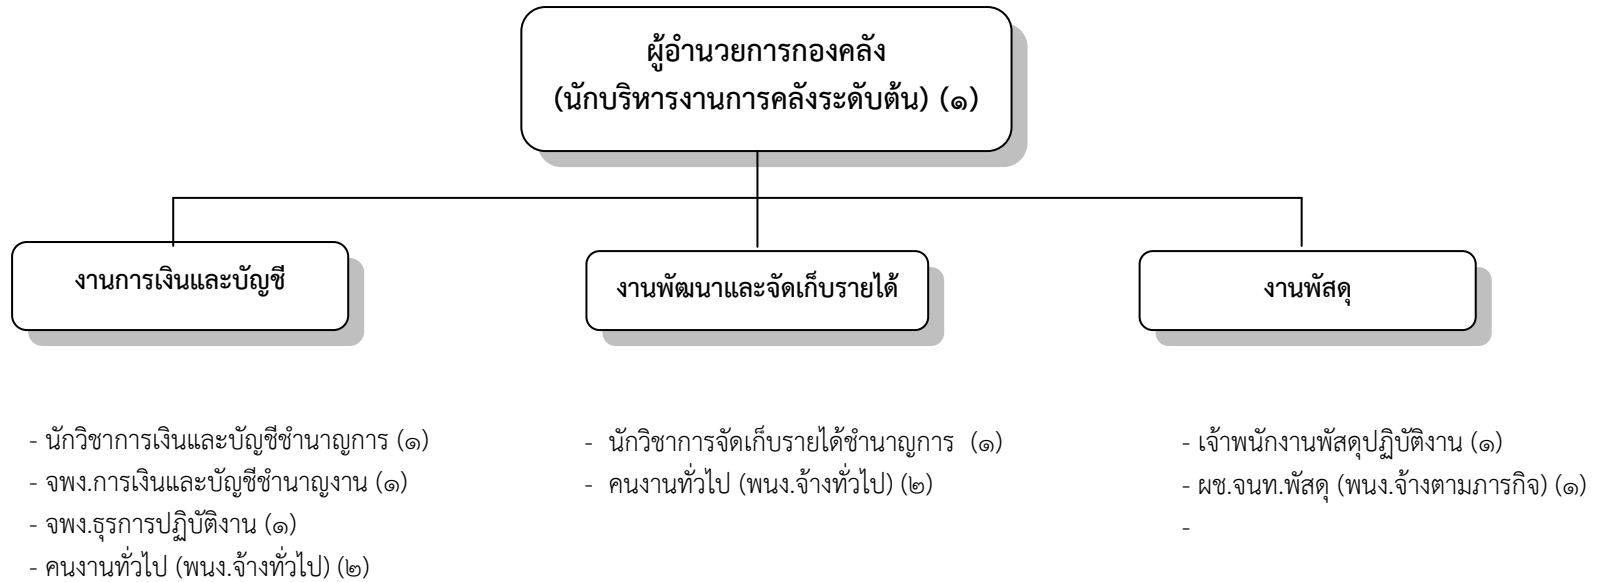 ผู้อำนวยการกองคลัง
(นักบริหารงานการคลังระดับต้น) (๑)
งานการเงินและบัญชี
- นักวิชาการเงินและบัญชีชำนาญการ (๑)
- จพง.การเงินและบัญชีชำนาญงาน (๑)
- จพง.ธุรการปฏิบัติงาน (๑)
- คนงานทั่วไป (พนง.จ้างทั่วไป) (๒)
งานพัฒนาและจัดเก็บรายได้
- นักวิชาการจัดเก็บรายได้ชำนาญการ (๑)
- คนงานทั่วไป (พนง.จ้างทั่วไป) (๒)
งานพัสดุ
- เจ้าพนักงานพัสดุปฏิบัติงาน (๑)
- ผช.จนท.พัสดุ (พนง.จ้างตามภารกิจ) (๑)
-